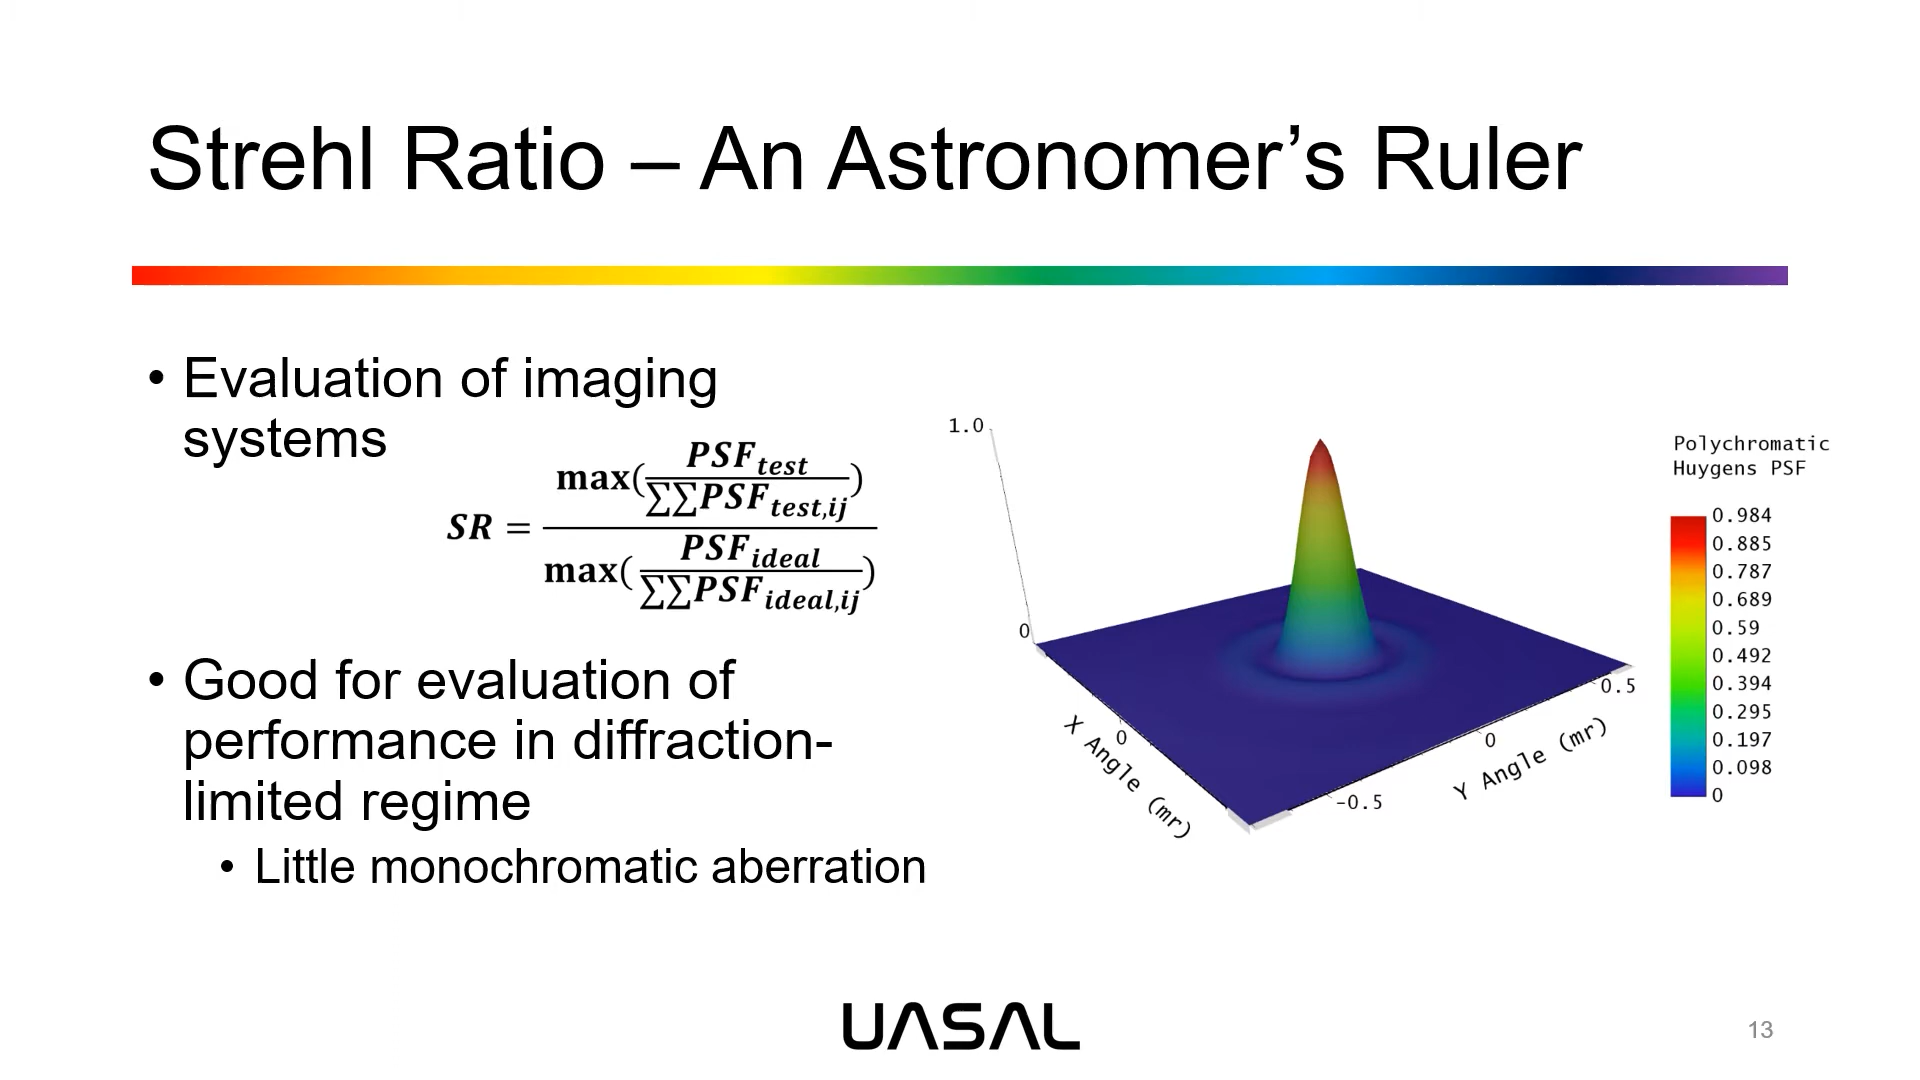 Strehl Ratio – An Astronomer’s Ruler
• Evaluation of imaging
systems
SR = max(PSF_test / ∑∑PSF_test,ij) / max(PSF_ideal / ∑∑PSF_ideal,ij)
• Good for evaluation of
performance in diffraction-
limited regime
• Little monochromatic aberration
1.0
0
X Angle (mr)
0
-0.5
0
0.5
Y Angle (mr)
Polychromatic
Huygens PSF
0.984
0.885
0.787
0.689
0.59
0.492
0.394
0.295
0.197
0.098
0
UASAL
13